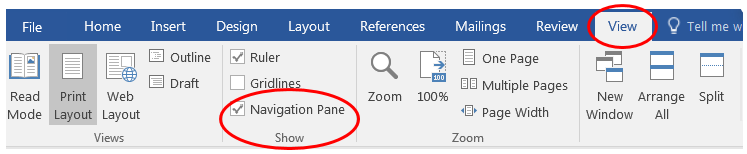 File Home Insert Design Layout References Mailings Review View Tell me w
Read Mode
Print Layout
Web Layout
Outline
Draft
Views
Ruler
Gridlines
Navigation Pane
Show
Zoom
100%
100
One Page
Multiple Pages
Page Width
Zoom
New Window
Arrange All
Split